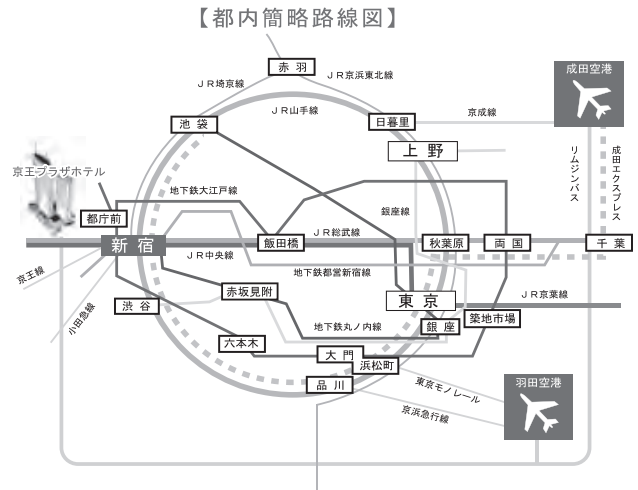 【都内簡略路線図】
赤羽
JR埼京線
JR京浜東北線
成田空港
JR山手線
池袋
日暮里
京成線
上野
リムジンバス
成田エクスプレス
京王プラザホテル
地下鉄大江戸線
銀座線
都庁前
新宿
飯田橋
JR総武線
秋葉原
両国
千葉
JR中央線
地下鉄都営新宿線
京王線
小田急線
赤坂見附
東京
JR京葉線
渋谷
地下鉄丸ノ内線
銀座
築地市場
六本木
大門
浜松町
品川
東京モノレール
京浜急行線
羽田空港